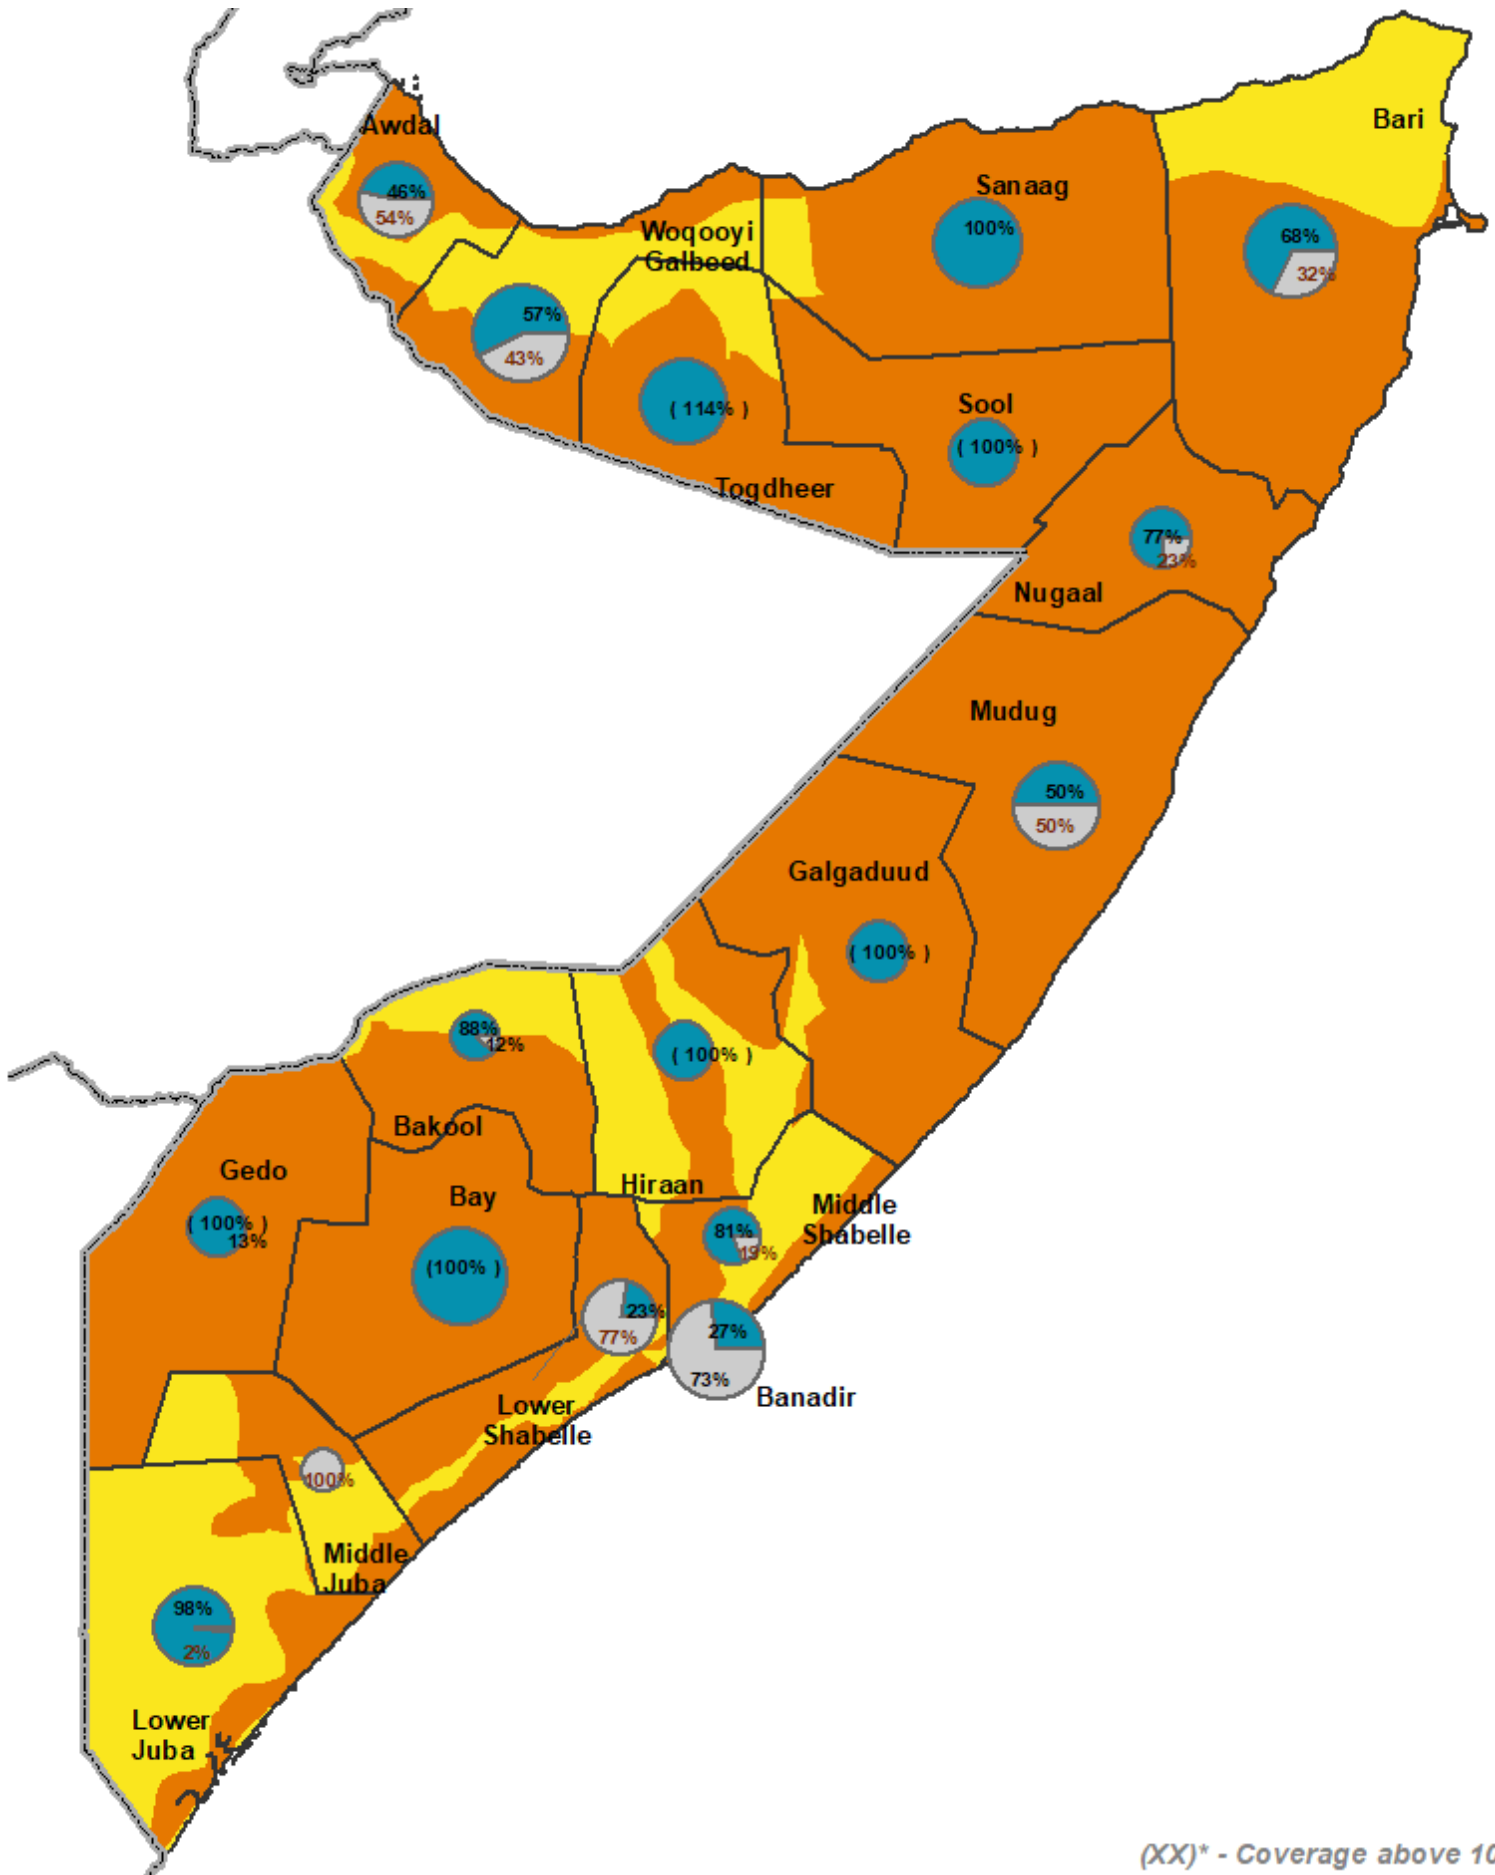 Awdal
46%
54%
Bari
Sanaag
100%
Woqooyi
Galbeed
68%
32%
57%
43%
( 114% )
Sool
( 100% )
Togdheer
77%
23%
Nugaal
Mudug
50%
50%
Galgaduud
( 100% )
88%
12%
( 100% )
Bakool
Gedo
Bay
Hiraan
Middle
Shabelle
( 100% )
13%
81%
19%
(100% )
23%
77%
27%
73%
Banadir
Lower
Shabelle
100%
Middle
Juba
98%
2%
Lower
Juba
(XX)* - Coverage above 10